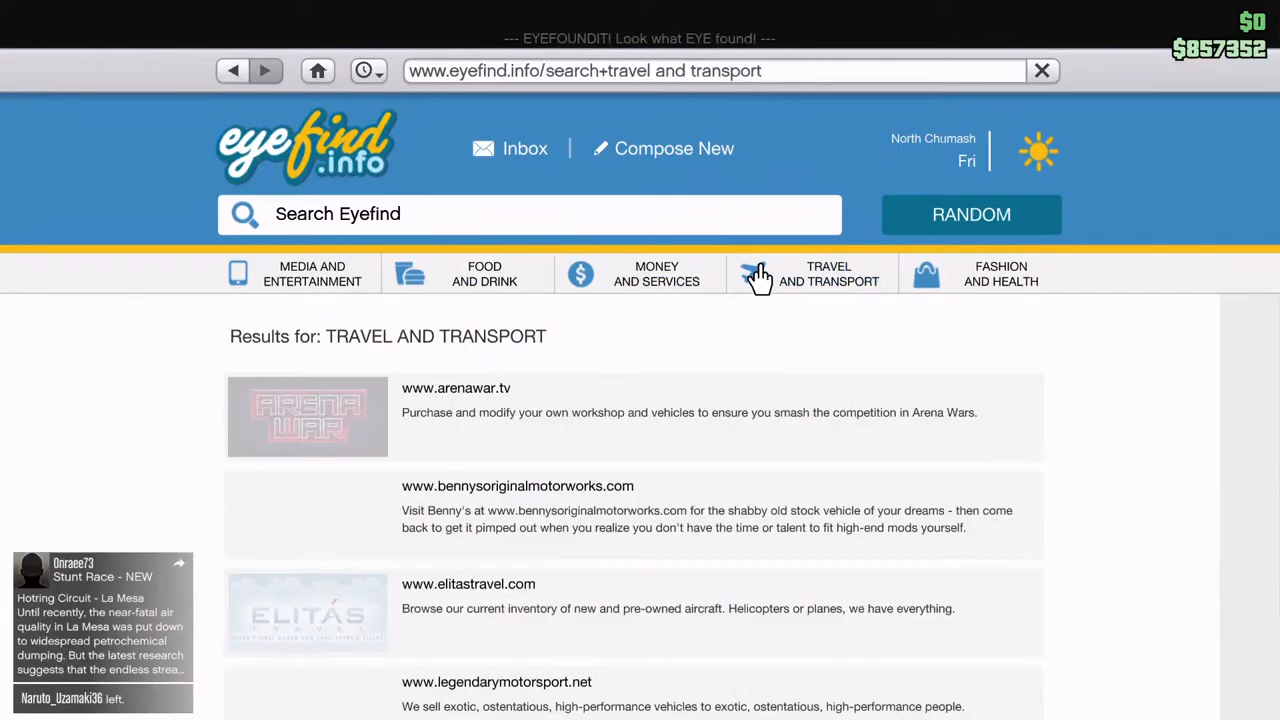 $0
$857352
--- EYEFOUNDIT! Look what EYE found! ---
www.eyefind.info/search+travel and transport
eyefind
.info
Inbox
Compose New
North Chumash
Fri
Search Eyefind
RANDOM
MEDIA AND
ENTERTAINMENT
FOOD
AND DRINK
MONEY
AND SERVICES
TRAVEL
AND TRANSPORT
FASHION
AND HEALTH
Results for: TRAVEL AND TRANSPORT
ARENA
WAR
www.arenawar.tv
Purchase and modify your own workshop and vehicles to ensure you smash the competition in Arena Wars.
www.bennysoriginalmotorworks.com
Visit Benny's at www.bennysoriginalmotorworks.com for the shabby old stock vehicle of your dreams - then come
back to get it pimped out when you realize you don't have the time or talent to fit high-end mods yourself.
ELITÁS
TRAVEL
www.elitastravel.com
Browse our current inventory of new and pre-owned aircraft. Helicopters or planes, we have everything.
www.legendarymotorsport.net
We sell exotic, ostentatious, high-performance vehicles to exotic, ostentatious, high-performance people.
Onraee73
Stunt Race - NEW
Hotring Circuit - La Mesa
Until recently, the near-fatal air
quality in La Mesa was put down
to widespread petrochemical
dumping. But the latest research
suggests that the endless strea...
Naruto_Uzamaki36 left.